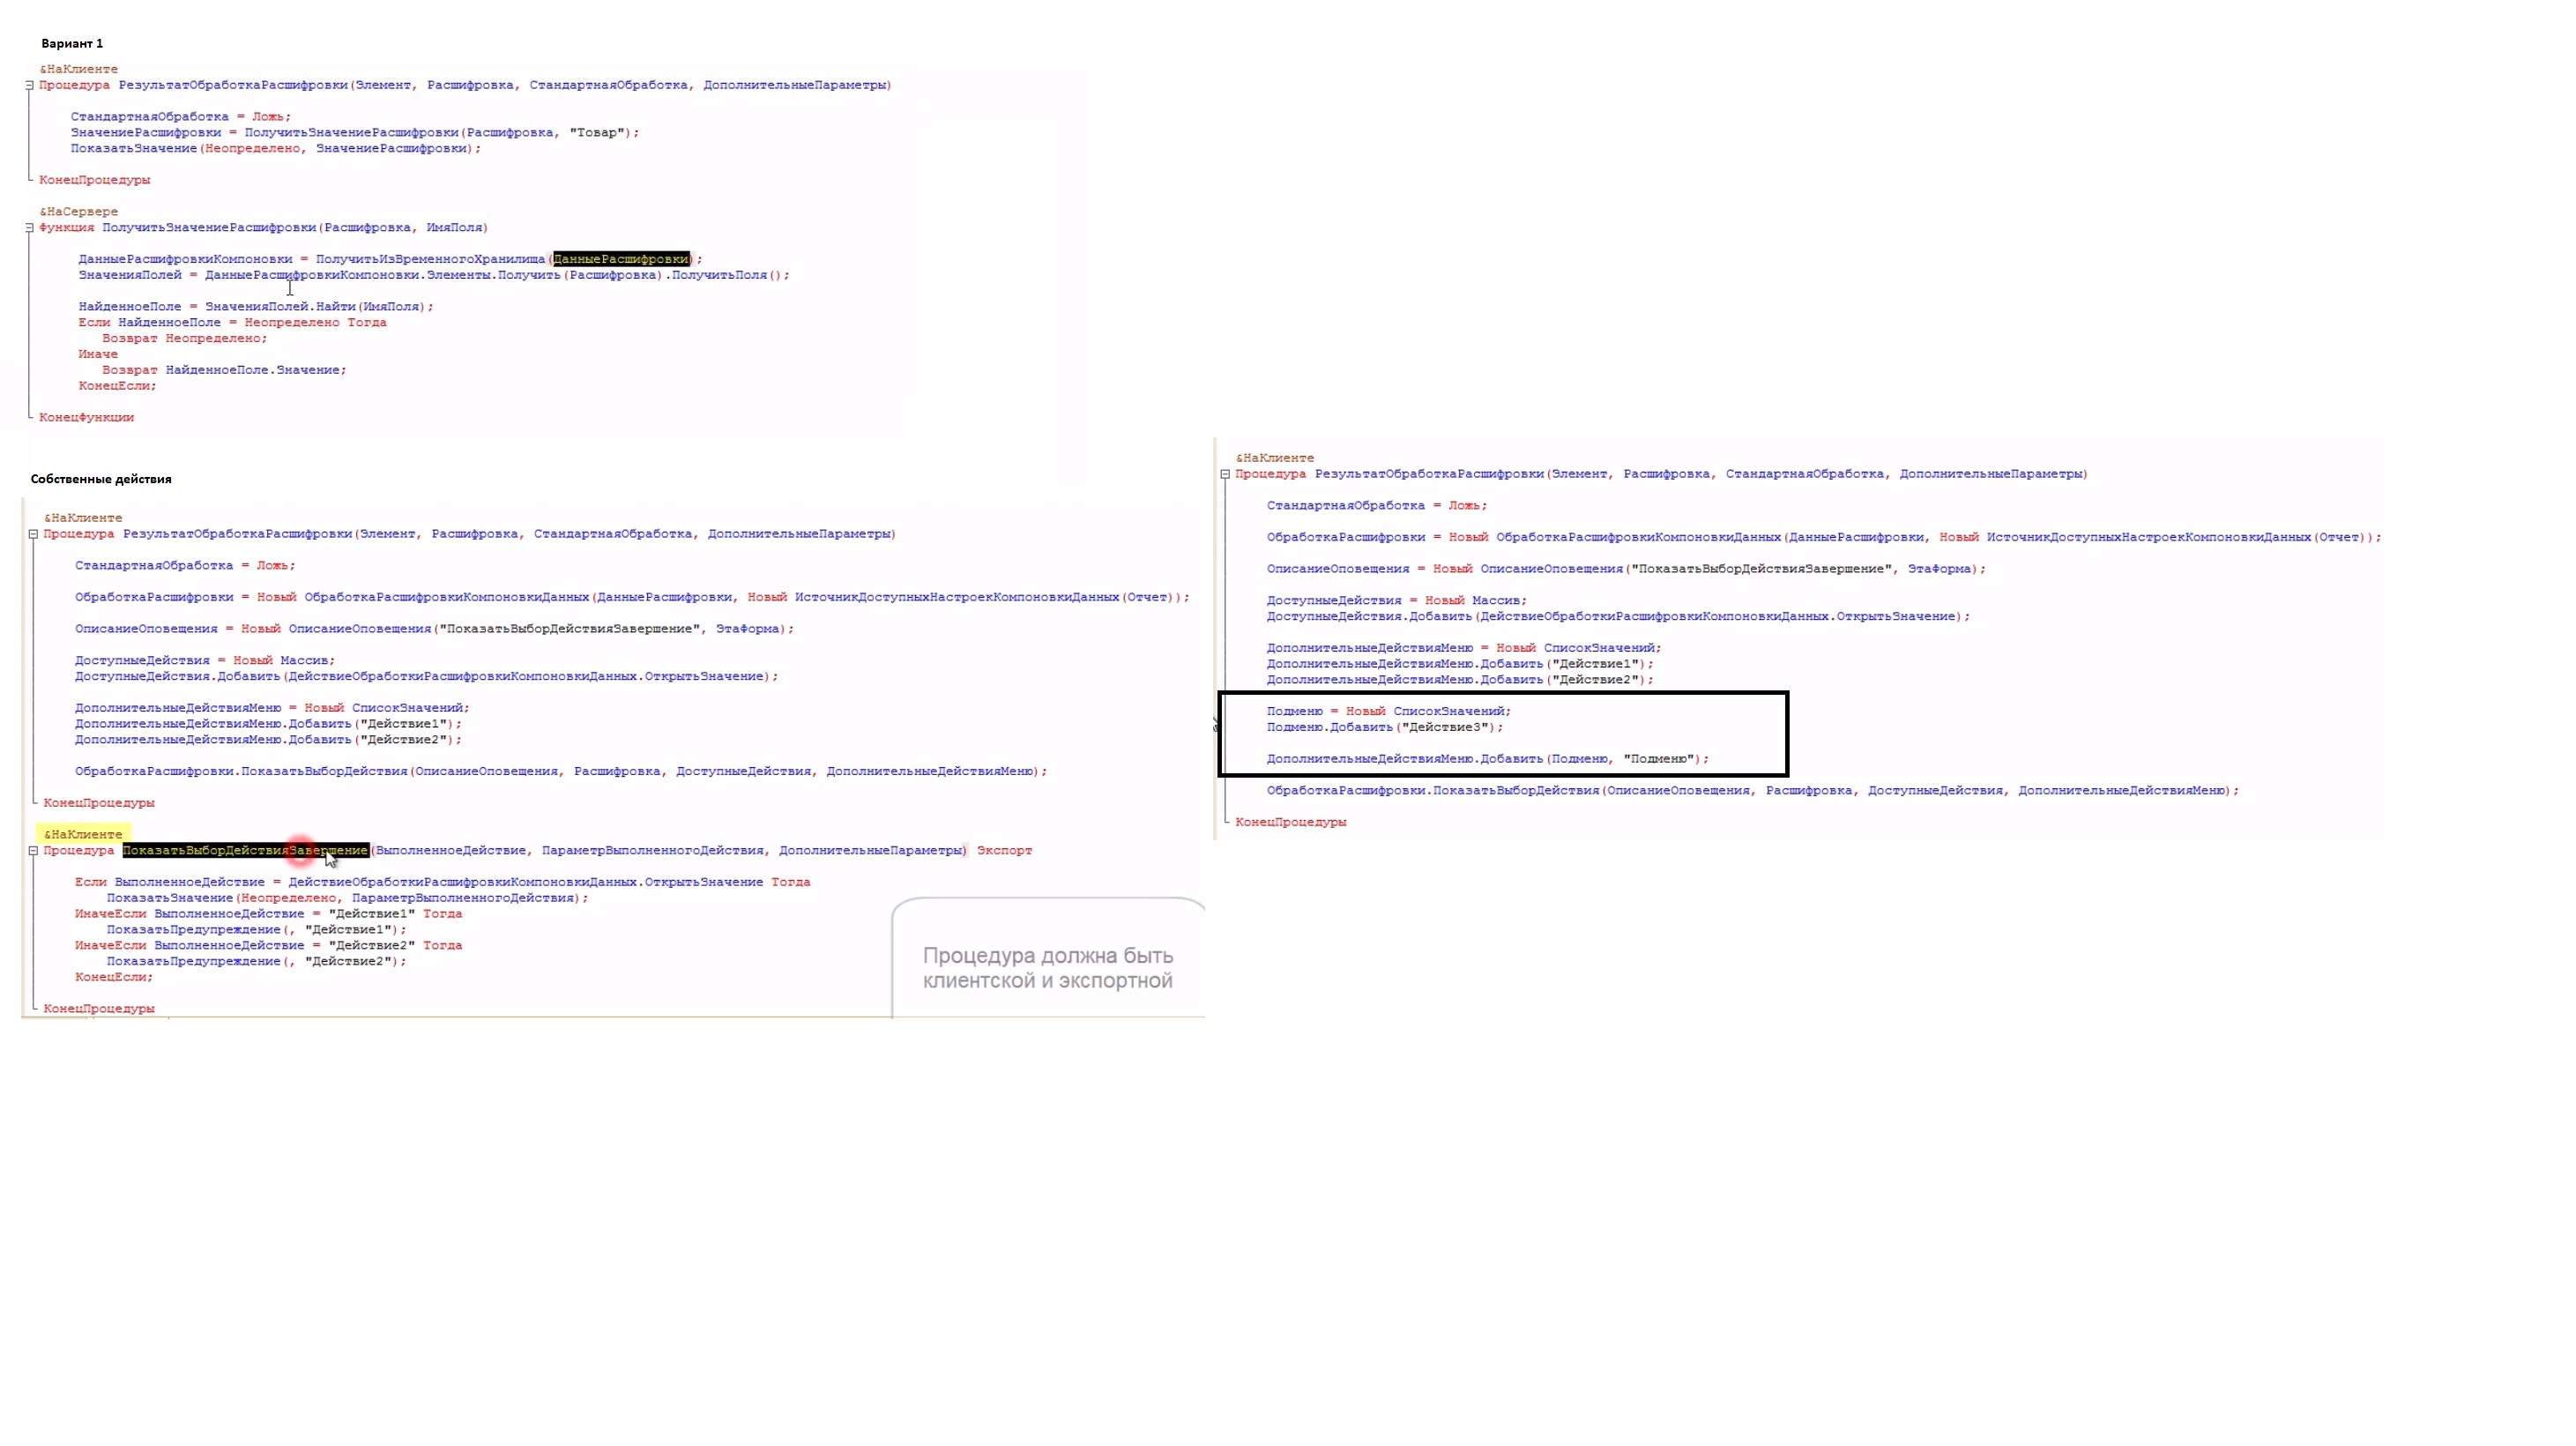 Вариант 1
&НаКлиенте
Процедура РезультатОбработкаРасшифровки(Элемент, Расшифровка, СтандартнаяОбработка, ДополнительныеПараметры)
СтандартнаяОбработка = Ложь;
ЗначениеРасшифровки = ПолучитьЗначениеРасшифровки(Расшифровка, "Товар");
ПоказатьЗначение(Неопределено, ЗначениеРасшифровки);
КонецПроцедуры
&НаСервере
Функция ПолучитьЗначениеРасшифровки(Расшифровка, ИмяПоля)
ДанныеРасшифровкиКомпоновки = ПолучитьИзВременногоХранилища(ДанныеРасшифровки);
ЗначенияПолей = ДанныеРасшифровкиКомпоновки.Элементы.Получить(Расшифровка).ПолучитьПоля();
НайденноеПоле = ЗначенияПолей.Найти(ИмяПоля);
Если НайденноеПоле = Неопределено Тогда
Возврат Неопределено;
Иначе
Возврат НайденноеПоле.Значение;
КонецЕсли;
КонецФункции
Собственные действия
&НаКлиенте
Процедура РезультатОбработкаРасшифровки(Элемент, Расшифровка, СтандартнаяОбработка, ДополнительныеПараметры)
СтандартнаяОбработка = Ложь;
ОбработкаРасшифровки = Новый ОбработкаРасшифровкиКомпоновкиДанных(ДанныеРасшифровки, Новый ИсточникДоступныхНастроекКомпоновкиДанных(Отчет));
ОписаниеОповещения = Новый ОписаниеОповещения("ПоказатьВыборДействияЗавершение", ЭтаФорма);
ДоступныеДействия = Новый Массив;
ДоступныеДействия.Добавить(ДействиеОбработкиРасшифровкиКомпоновкиДанных.ОткрытьЗначение);
ДополнительныеДействияМеню = Новый СписокЗначений;
ДополнительныеДействияМеню.Добавить("Действие1");
ДополнительныеДействияМеню.Добавить("Действие2");
ОбработкаРасшифровки.ПоказатьВыборДействия(ОписаниеОповещения, Расшифровка, ДоступныеДействия, ДополнительныеДействияМеню);
КонецПроцедуры
&НаКлиенте
Процедура ПоказатьВыборДействияЗавершение(ВыполненноеДействие, ПараметрВыполненногоДействия, ДополнительныеПараметры) Экспорт
Если ВыполненноеДействие = ДействиеОбработкиРасшифровкиКомпоновкиДанных.ОткрытьЗначение Тогда
ПоказатьЗначение(Неопределено, ПараметрВыполненногоДействия);
ИначеЕсли ВыполненноеДействие = "Действие1" Тогда
ПоказатьПредупреждение(, "Действие1");
ИначеЕсли ВыполненноеДействие = "Действие2" Тогда
ПоказатьПредупреждение(, "Действие2");
КонецЕсли;
КонецПроцедуры
Процедура должна быть
клиентской и экспортной
&НаКлиенте
Процедура РезультатОбработкаРасшифровки(Элемент, Расшифровка, СтандартнаяОбработка, ДополнительныеПараметры)
СтандартнаяОбработка = Ложь;
ОбработкаРасшифровки = Новый ОбработкаРасшифровкиКомпоновкиДанных(ДанныеРасшифровки, Новый ИсточникДоступныхНастроекКомпоновкиДанных(Отчет));
ОписаниеОповещения = Новый ОписаниеОповещения("ПоказатьВыборДействияЗавершение", ЭтаФорма);
ДоступныеДействия = Новый Массив;
ДоступныеДействия.Добавить(ДействиеОбработкиРасшифровкиКомпоновкиДанных.ОткрытьЗначение);
ДополнительныеДействияМеню = Новый СписокЗначений;
ДополнительныеДействияМеню.Добавить("Действие1");
ДополнительныеДействияМеню.Добавить("Действие2");
Подменю = Новый СписокЗначений;
Подменю.Добавить("Действие3");
ДополнительныеДействияМеню.Добавить(Подменю, "Подменю");
ОбработкаРасшифровки.ПоказатьВыборДействия(ОписаниеОповещения, Расшифровка, ДоступныеДействия, ДополнительныеДействияМеню);
КонецПроцедуры